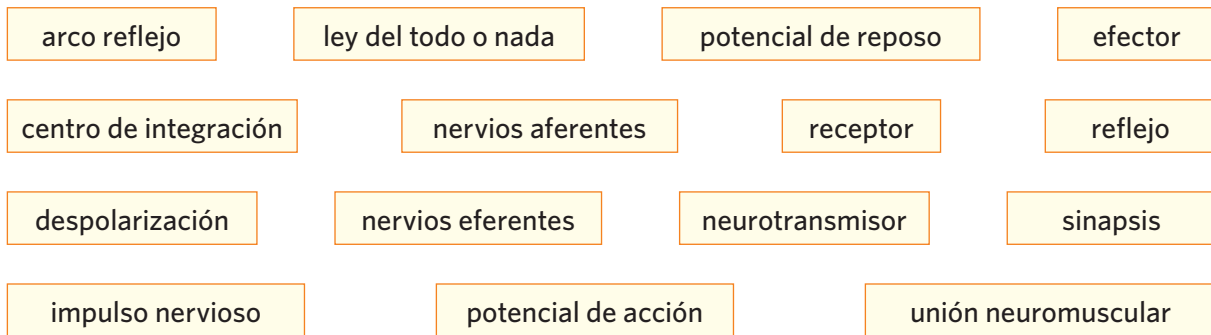 arco reflejo ley del todo o nada potencial de reposo efector
centro de integración nervios aferentes receptor reflejo
despolarización nervios eferentes neurotransmisor sinapsis
impulso nervioso potencial de acción unión neuromuscular